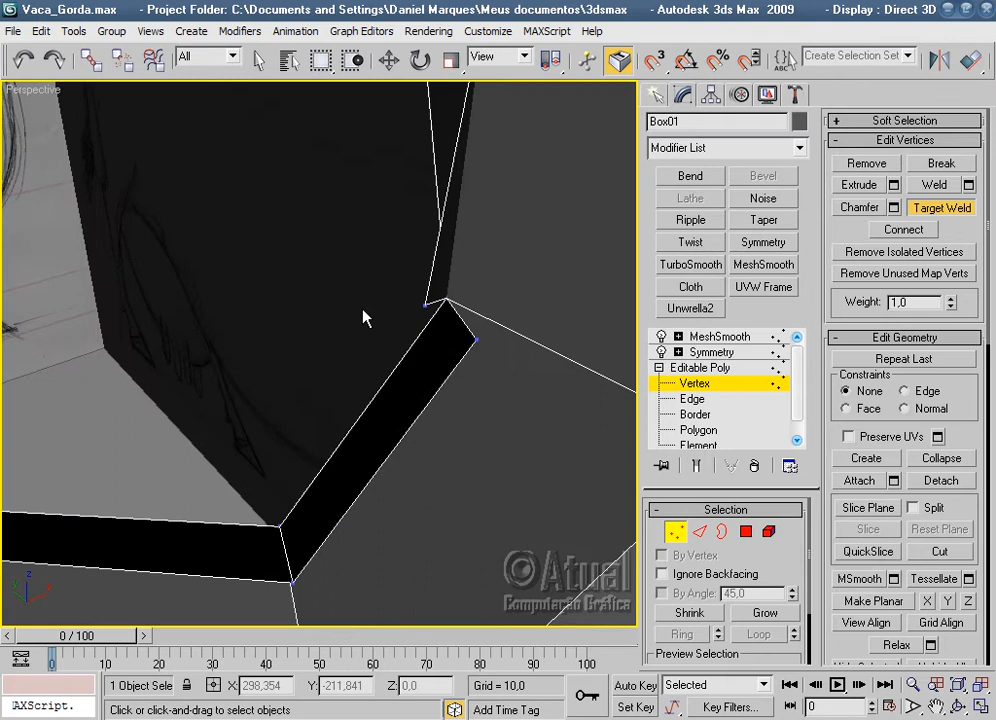 Vaca_Gorda.max - Project Folder: C:\Documents and Settings\Daniel Marques\Meus documentos\3dsmax - Autodesk 3ds Max 2009 - Display : Direct 3D
File Edit Tools Group Views Create Modifiers Animation Graph Editors Rendering Customize MAXScript Help
All View Create Selection Set
Perspective
Box01
Modifier List
Bend Bevel
Lathe Noise
Ripple Taper
Twist Symmetry
TurboSmooth MeshSmooth
Cloth UVW Frame
Unwrella2
MeshSmooth
Symmetry
Editable Poly
Vertex
Edge
Border
Polygon
Element
- Selection
By Vertex
Ignore Backfacing
By Angle: 45,0
Shrink Grow
Ring Loop
Preview Selection
+ Soft Selection
- Edit Vertices
Remove Break
Extrude Weld
Chamfer Target Weld
Connect
Remove Isolated Vertices
Remove Unused Map Verts
Weight: 1,0
- Edit Geometry
Repeat Last
Constraints
None Edge
Face Normal
Preserve UVs
Create Collapse
Attach Detach
Slice Plane Split
Slice Reset Plane
QuickSlice Cut
MSmooth Tessellate
Make Planar X Y Z
View Align Grid Align
Relax
©Atual
Computação Gráfica
z
< 0 / 100 >
0 10 20 30 40 50 60 70 80 90 100
1 Object Sele X: 298,354 Y: -211,841 Z: 0,0 Grid = 10,0 Auto Key Selected
AXScript. Click or click-and-drag to select objects Add Time Tag Set Key Key Filters... 0